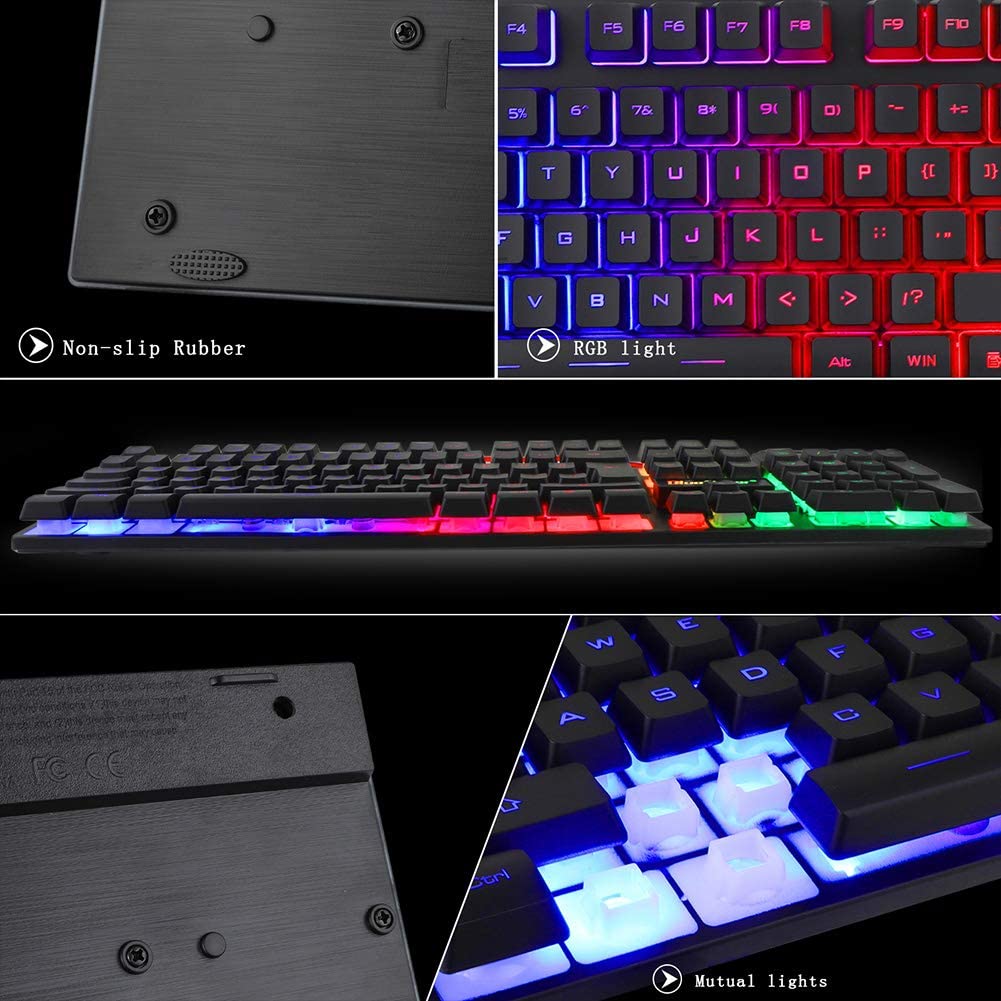 Non-slip Rubber
F4 F5 F6 F7 F8 F9 F10
5% 6^ 7& 8* 9( 0) -- +=
T Y U I O P {[ ]}
F G H J K L ;: '"
V B N M < > /?
Alt WIN
RGB light
FC CE
W E
A S D F G
C V
Ctrl
Mutual lights